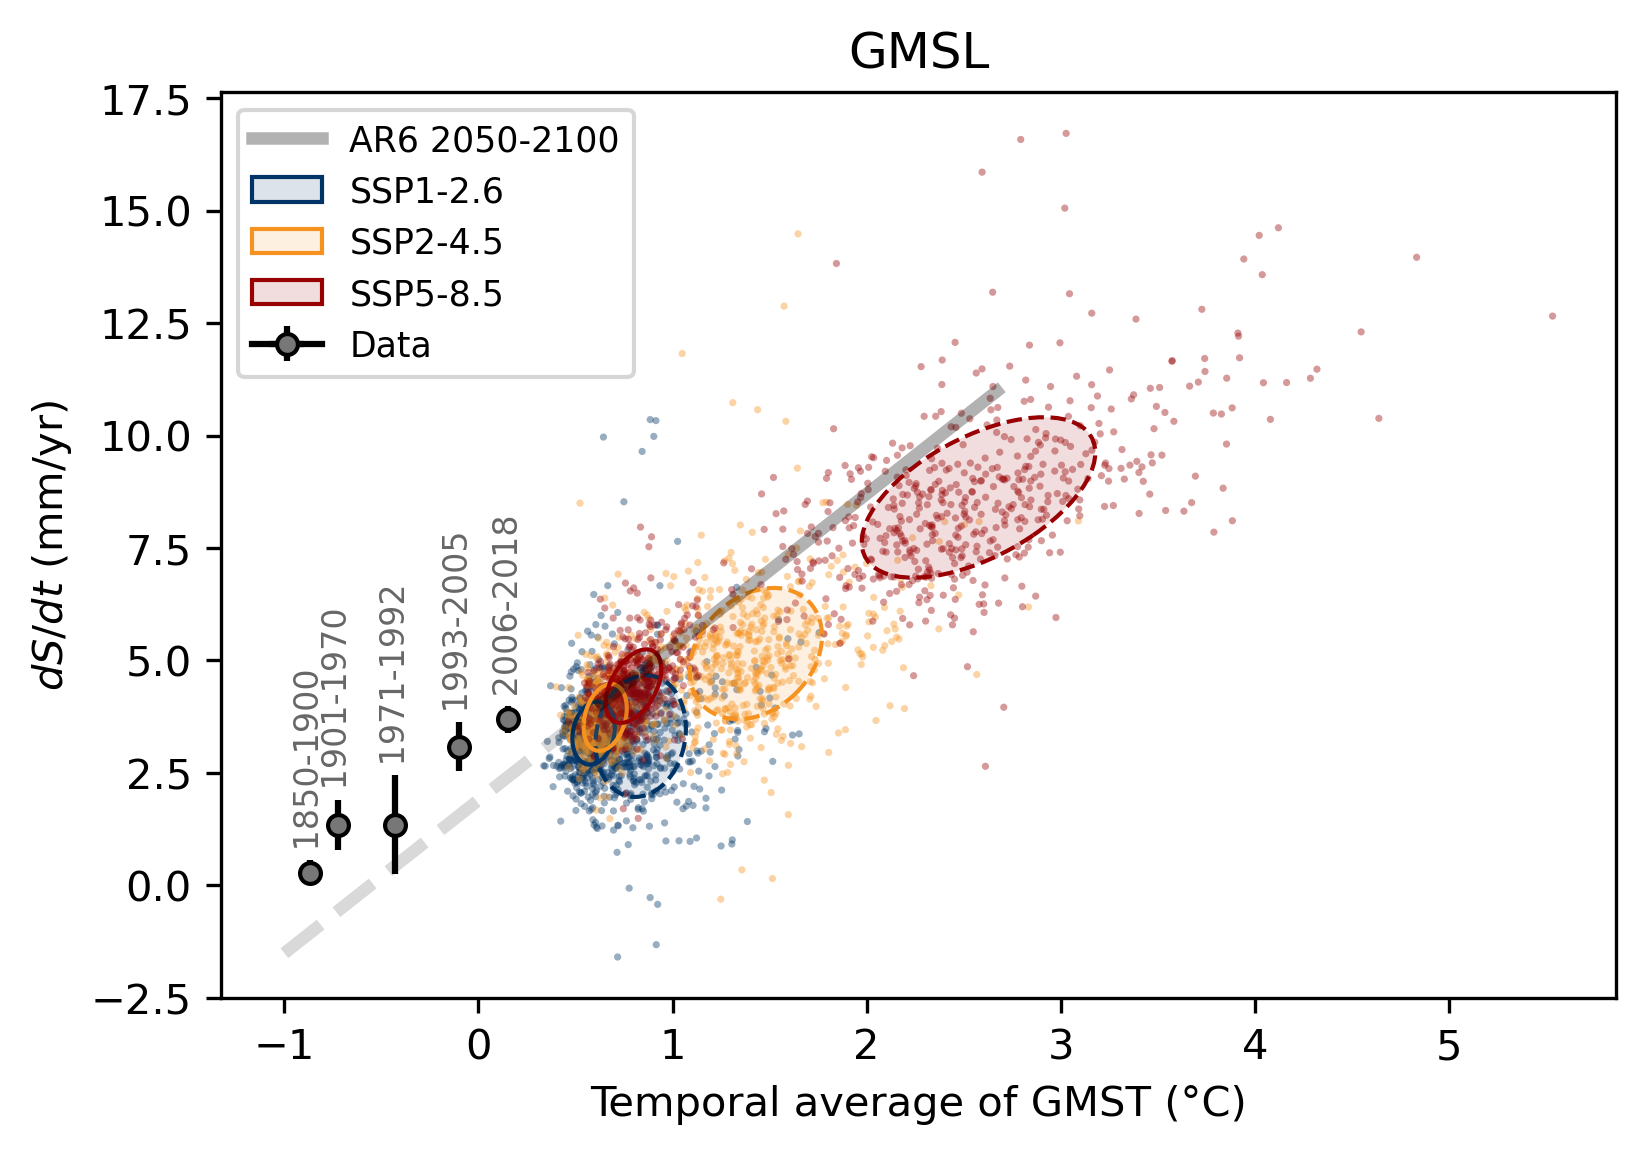 GMSL
17.5
15.0
12.5
10.0
7.5
5.0
2.5
0.0
−2.5
dS/dt (mm/yr)
AR6 2050-2100
SSP1-2.6
SSP2-4.5
SSP5-8.5
Data
1850-1900
1901-1970
1971-1992
1993-2005
2006-2018
−1 0 1 2 3 4 5
Temporal average of GMST (°C)